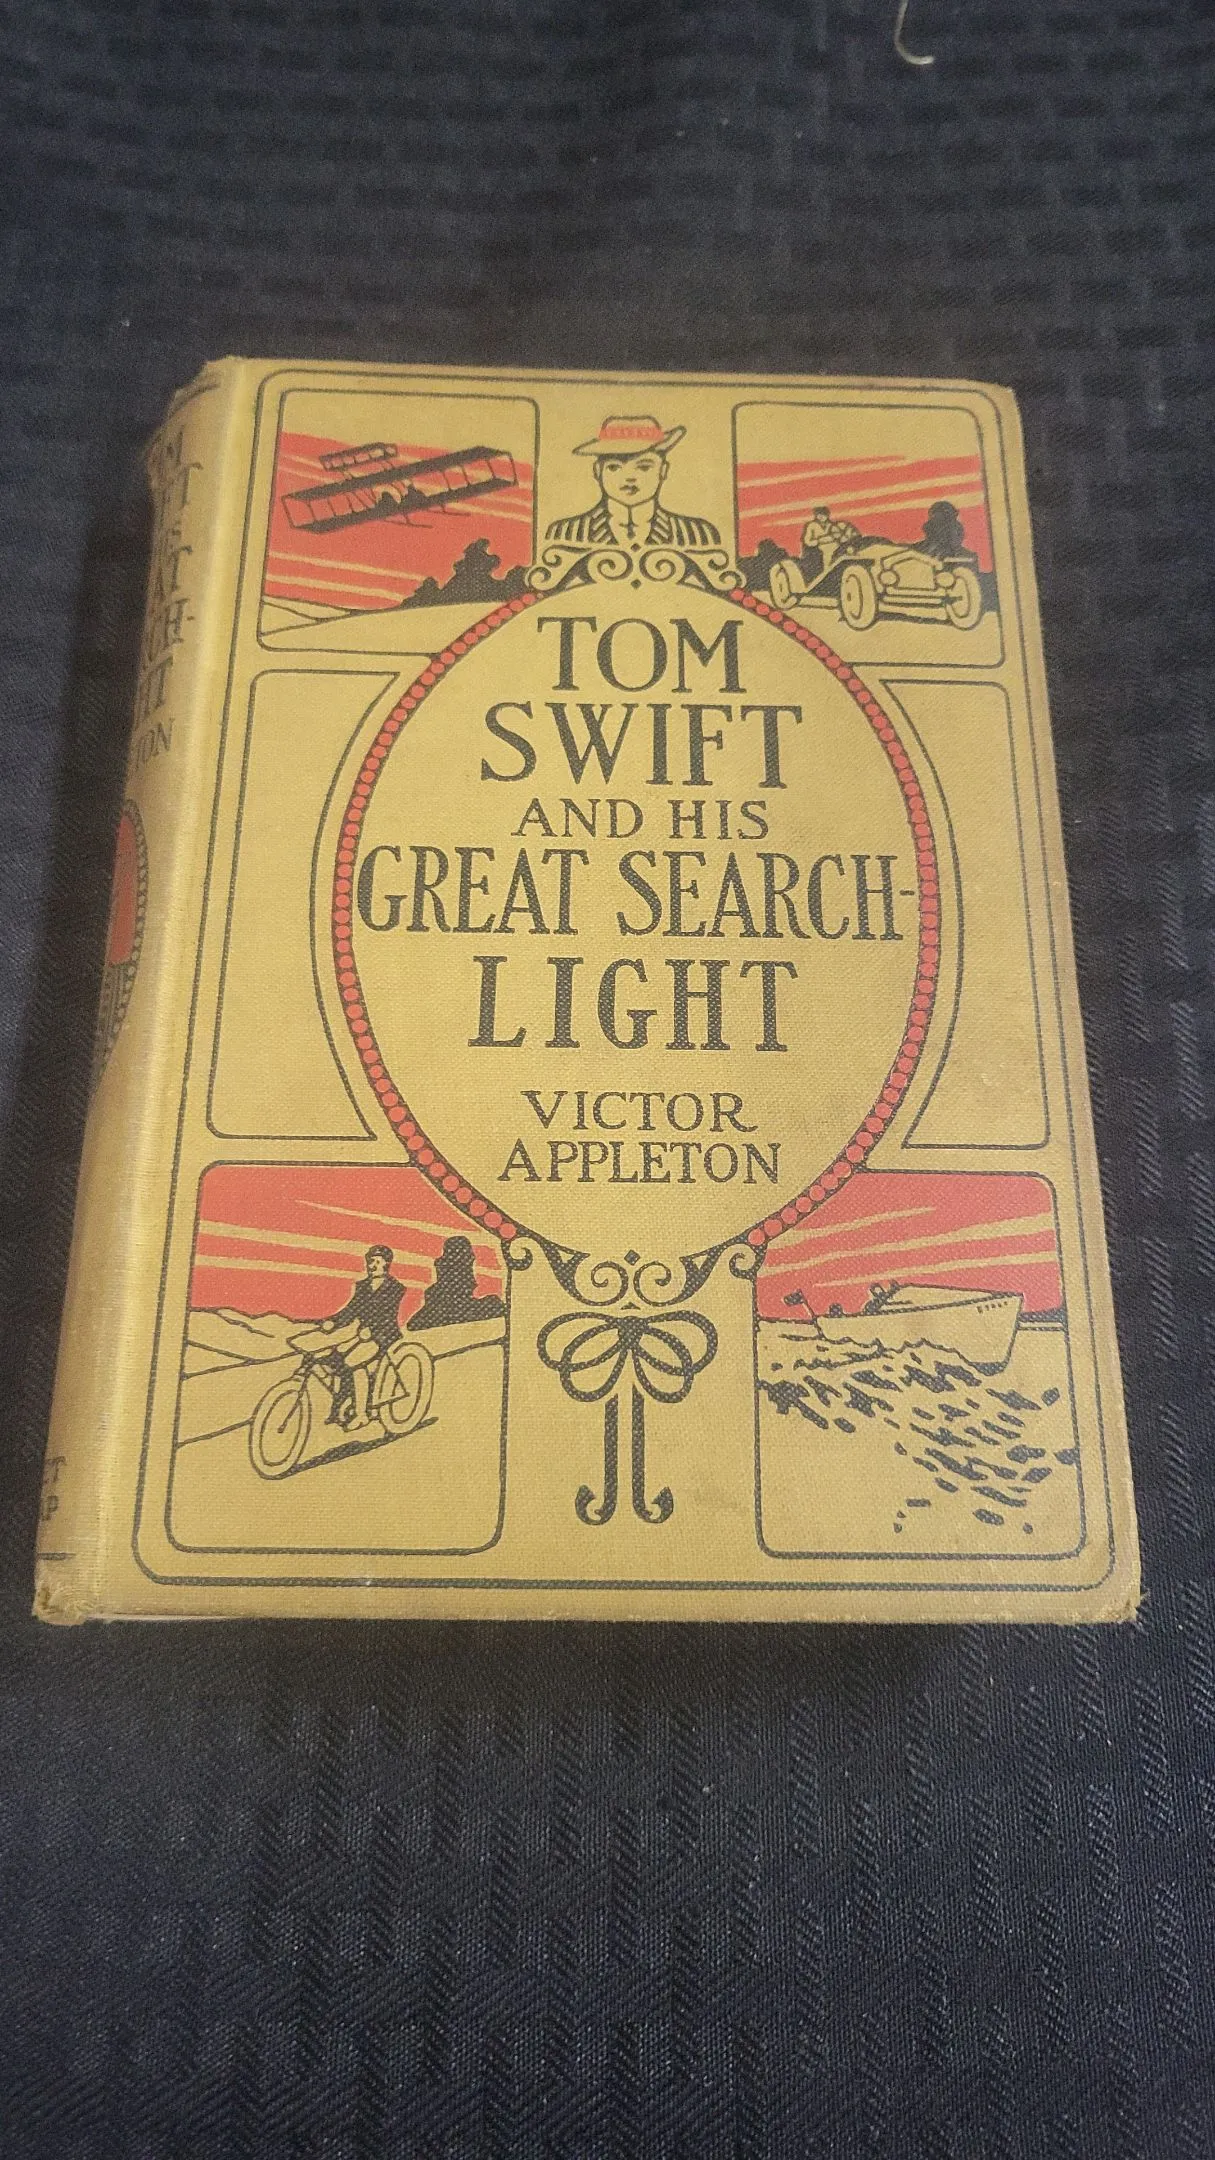 TOM
SWIFT
AND HIS
GREAT SEARCH-
LIGHT
VICTOR
APPLETON